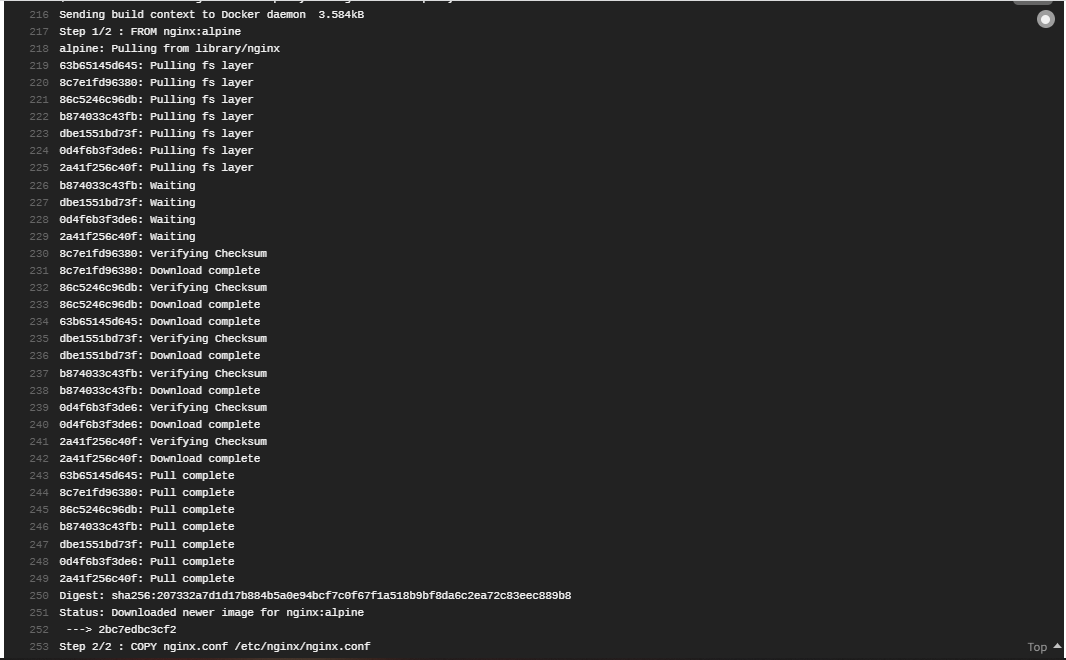 216 Sending build context to Docker daemon  3.584kB
217 Step 1/2 : FROM nginx:alpine
218 alpine: Pulling from library/nginx
219 63b65145d645: Pulling fs layer
220 8c7e1fd96380: Pulling fs layer
221 86c5246c96db: Pulling fs layer
222 b874033c43fb: Pulling fs layer
223 dbe1551bd73f: Pulling fs layer
224 0d4f6b3f3de6: Pulling fs layer
225 2a41f256c40f: Pulling fs layer
226 b874033c43fb: Waiting
227 dbe1551bd73f: Waiting
228 0d4f6b3f3de6: Waiting
229 2a41f256c40f: Waiting
230 8c7e1fd96380: Verifying Checksum
231 8c7e1fd96380: Download complete
232 86c5246c96db: Verifying Checksum
233 86c5246c96db: Download complete
234 63b65145d645: Download complete
235 dbe1551bd73f: Verifying Checksum
236 dbe1551bd73f: Download complete
237 b874033c43fb: Verifying Checksum
238 b874033c43fb: Download complete
239 0d4f6b3f3de6: Verifying Checksum
240 0d4f6b3f3de6: Download complete
241 2a41f256c40f: Verifying Checksum
242 2a41f256c40f: Download complete
243 63b65145d645: Pull complete
244 8c7e1fd96380: Pull complete
245 86c5246c96db: Pull complete
246 b874033c43fb: Pull complete
247 dbe1551bd73f: Pull complete
248 0d4f6b3f3de6: Pull complete
249 2a41f256c40f: Pull complete
250 Digest: sha256:207332a7d1d17b884b5a0e94bcf7c0f67f1a518b9bf8da6c2ea72c83eec889b8
251 Status: Downloaded newer image for nginx:alpine
252  ---> 2bc7edbc3cf2
253 Step 2/2 : COPY nginx.conf /etc/nginx/nginx.conf
Top